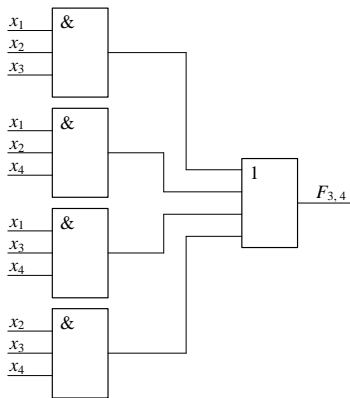 x₁
x₂
x₃
&
x₁
x₂
x₄
&
x₁
x₃
x₄
&
x₂
x₃
x₄
&
1
F₃, ₄